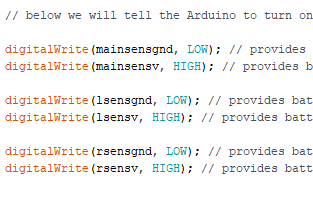 // below we will tell the Arduino to turn on
digitalWrite(mainsensgnd, LOW); // provides
digitalWrite(mainsensv, HIGH); // provides b
digitalWrite(lsensgnd, LOW); // provides bat
digitalWrite(lsensv, HIGH); // provides batt
digitalWrite(rsensgnd, LOW); // provides bat
digitalWrite(rsensv, HIGH); // provides batt